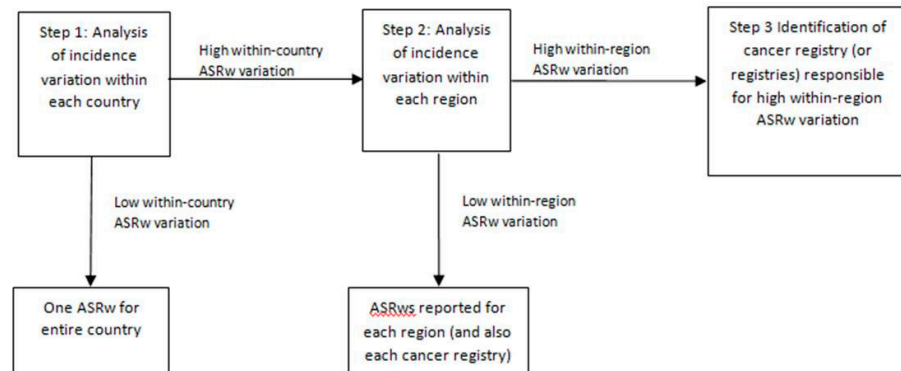 Step 1: Analysis
of incidence
variation within
each country
High within-country
ASRw variation
Step 2: Analysis
of incidence
variation within
each region
High within-region
ASRw variation
Step 3 Identification of
cancer registry (or
registries) responsible
for high within-region
ASRw variation
Low within-country
ASRw variation
Low within-region
ASRw variation
One ASRw for
entire country
ASRws reported for
each region (and also
each cancer registry)